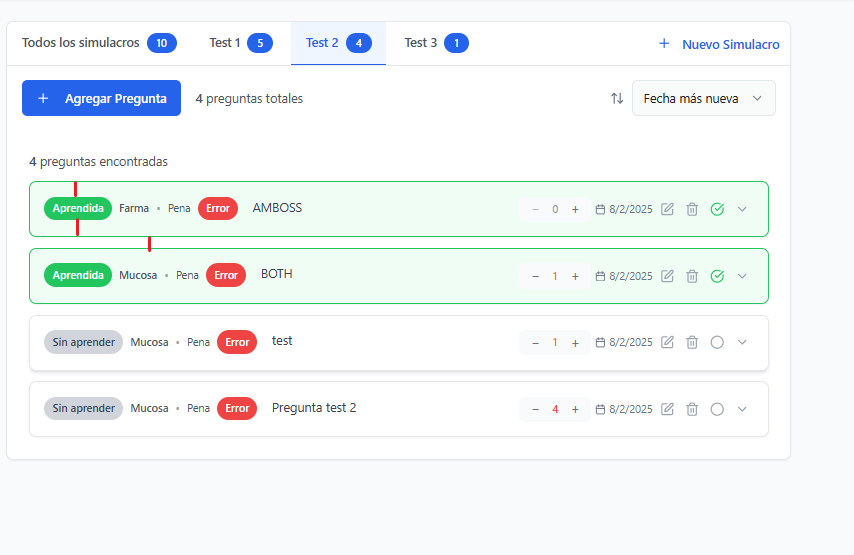 Todos los simulacros 10 Test 1 5 Test 2 4 Test 3 1 + Nuevo Simulacro
+ Agregar Pregunta 4 preguntas totales Fecha más nueva
4 preguntas encontradas
Aprendida Farma • Pena Error AMBOSS − 0 + 8/2/2025
Aprendida Mucosa • Pena Error BOTH − 1 + 8/2/2025
Sin aprender Mucosa • Pena Error test − 1 + 8/2/2025
Sin aprender Mucosa • Pena Error Pregunta test 2 − 4 + 8/2/2025